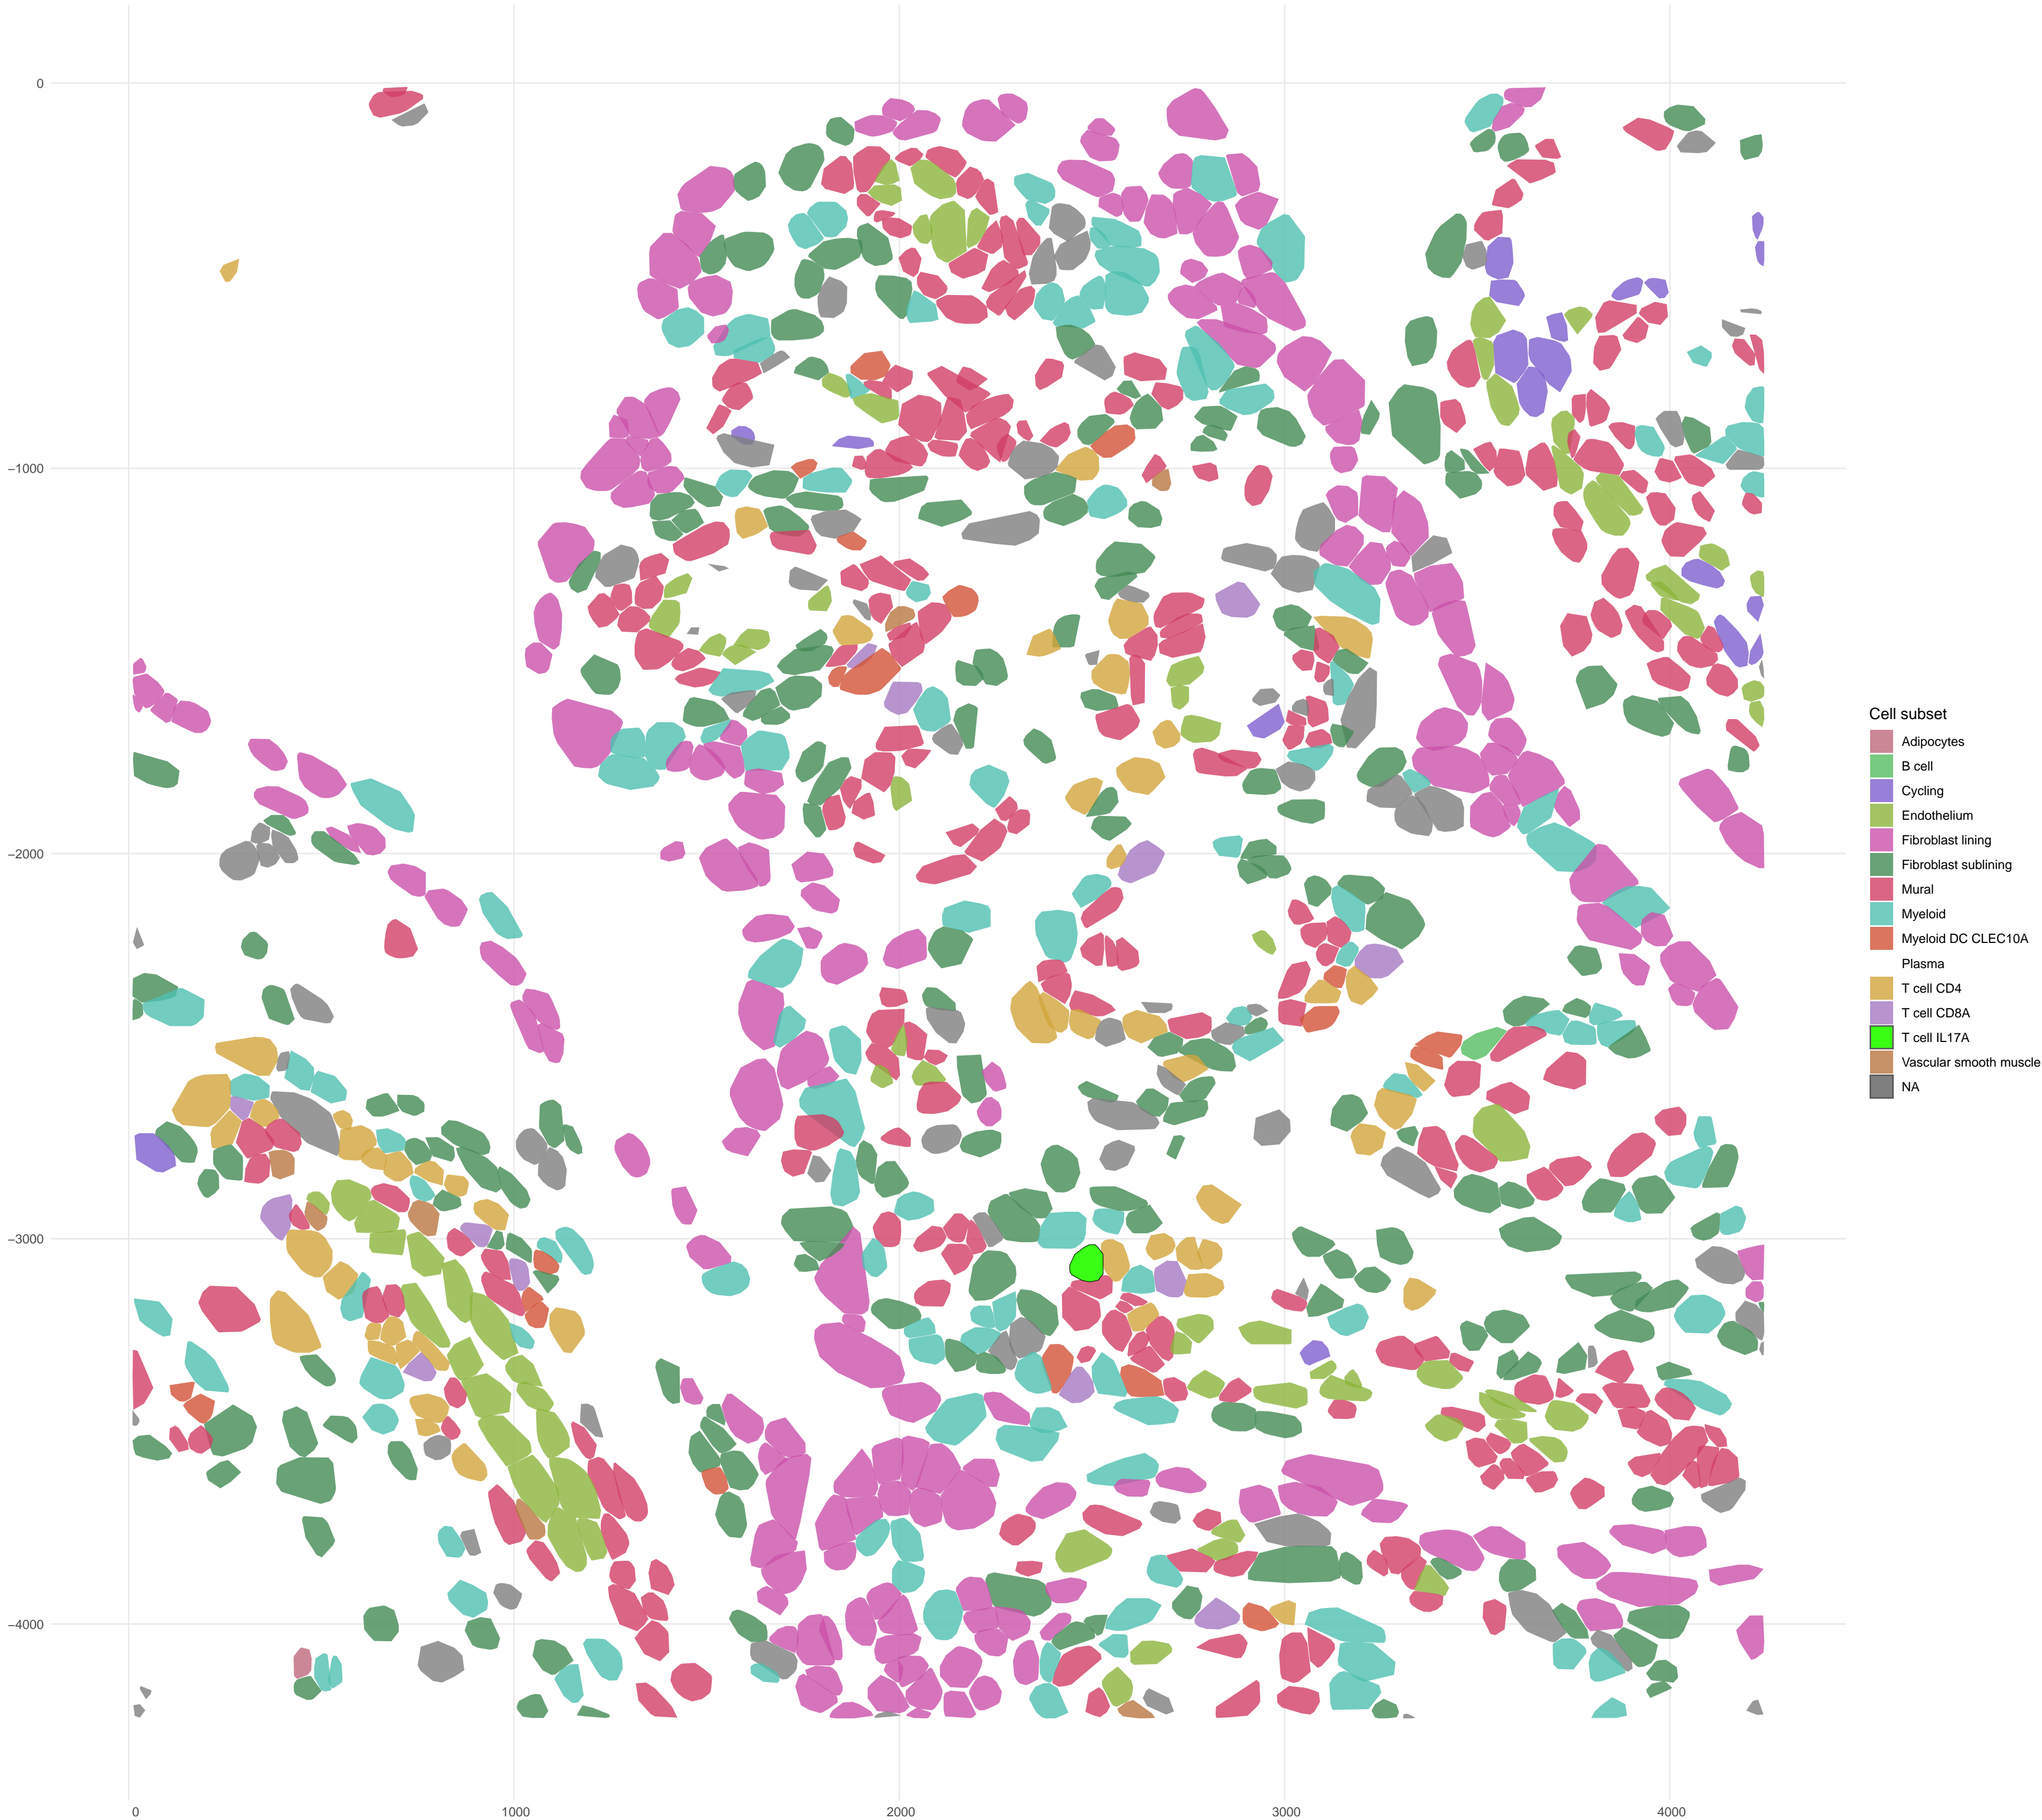 0
−1000
−2000
−3000
−4000
0
1000
2000
3000
4000
Cell subset
Adipocytes
B cell
Cycling
Endothelium
Fibroblast lining
Fibroblast sublining
Mural
Myeloid
Myeloid DC CLEC10A
Plasma
T cell CD4
T cell CD8A
T cell IL17A
Vascular smooth muscle
NA